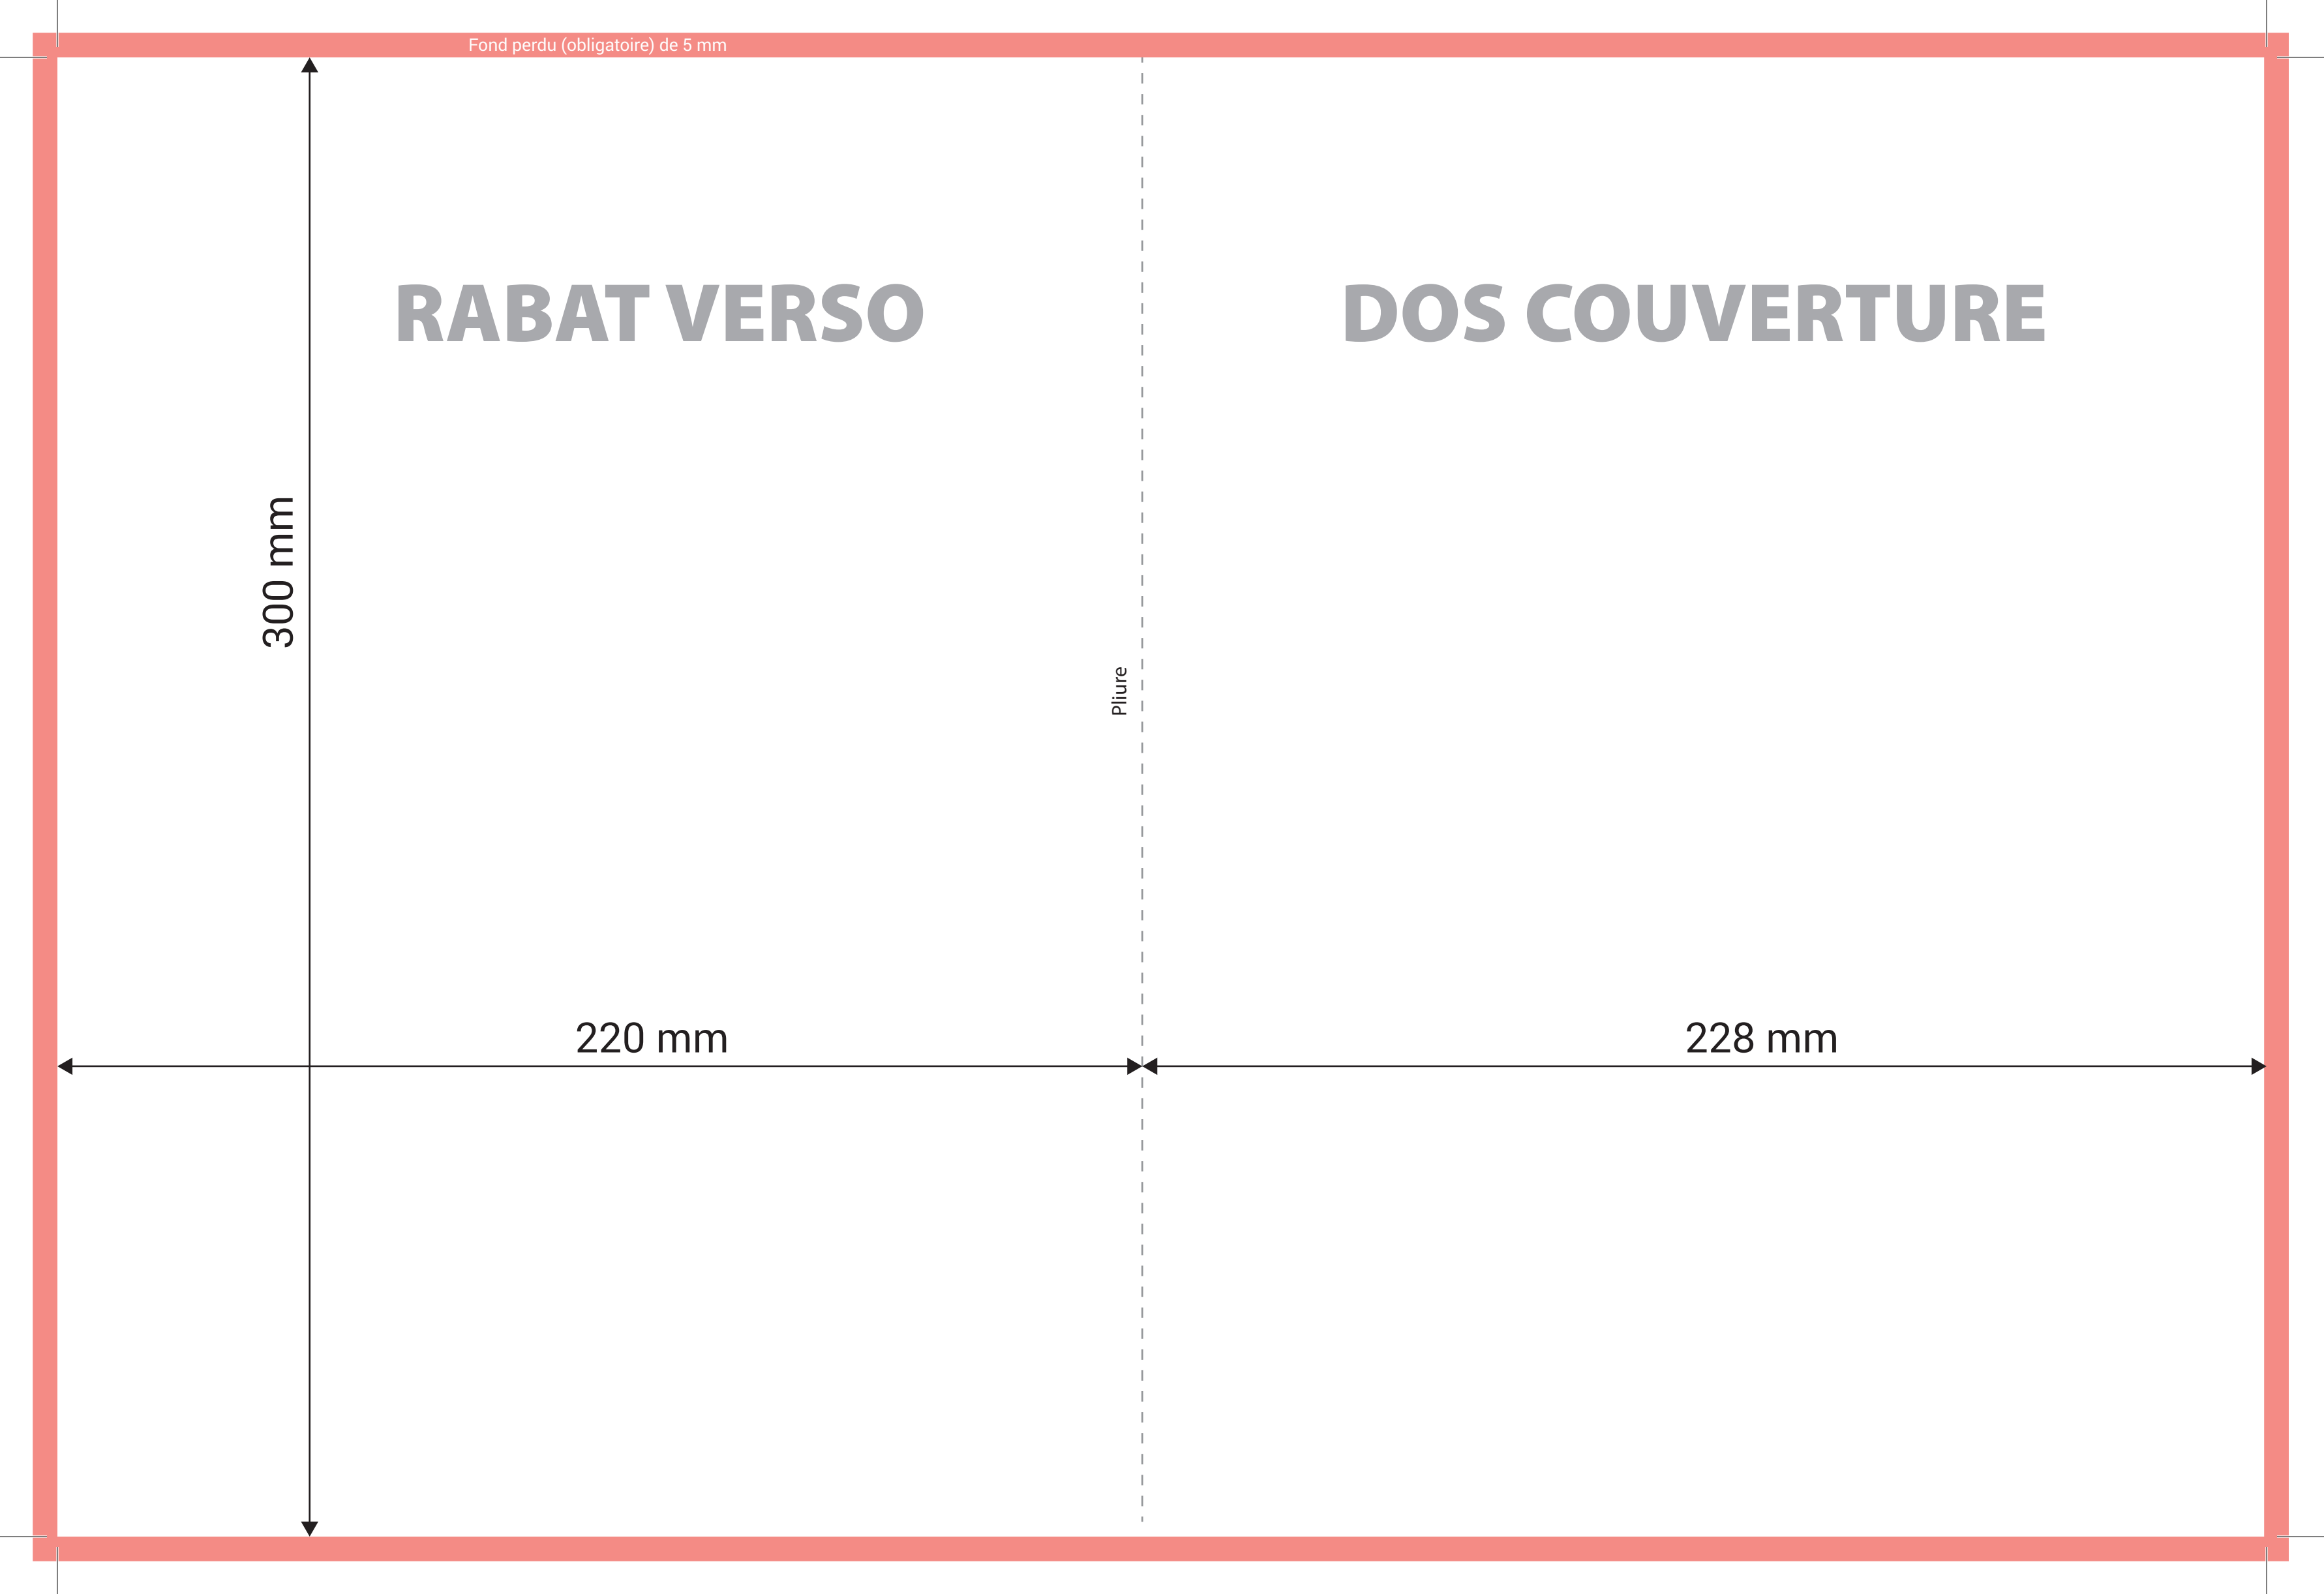 Fond perdu (obligatoire) de 5 mm
RABAT VERSO
DOS COUVERTURE
300 mm
Pliure
220 mm
228 mm